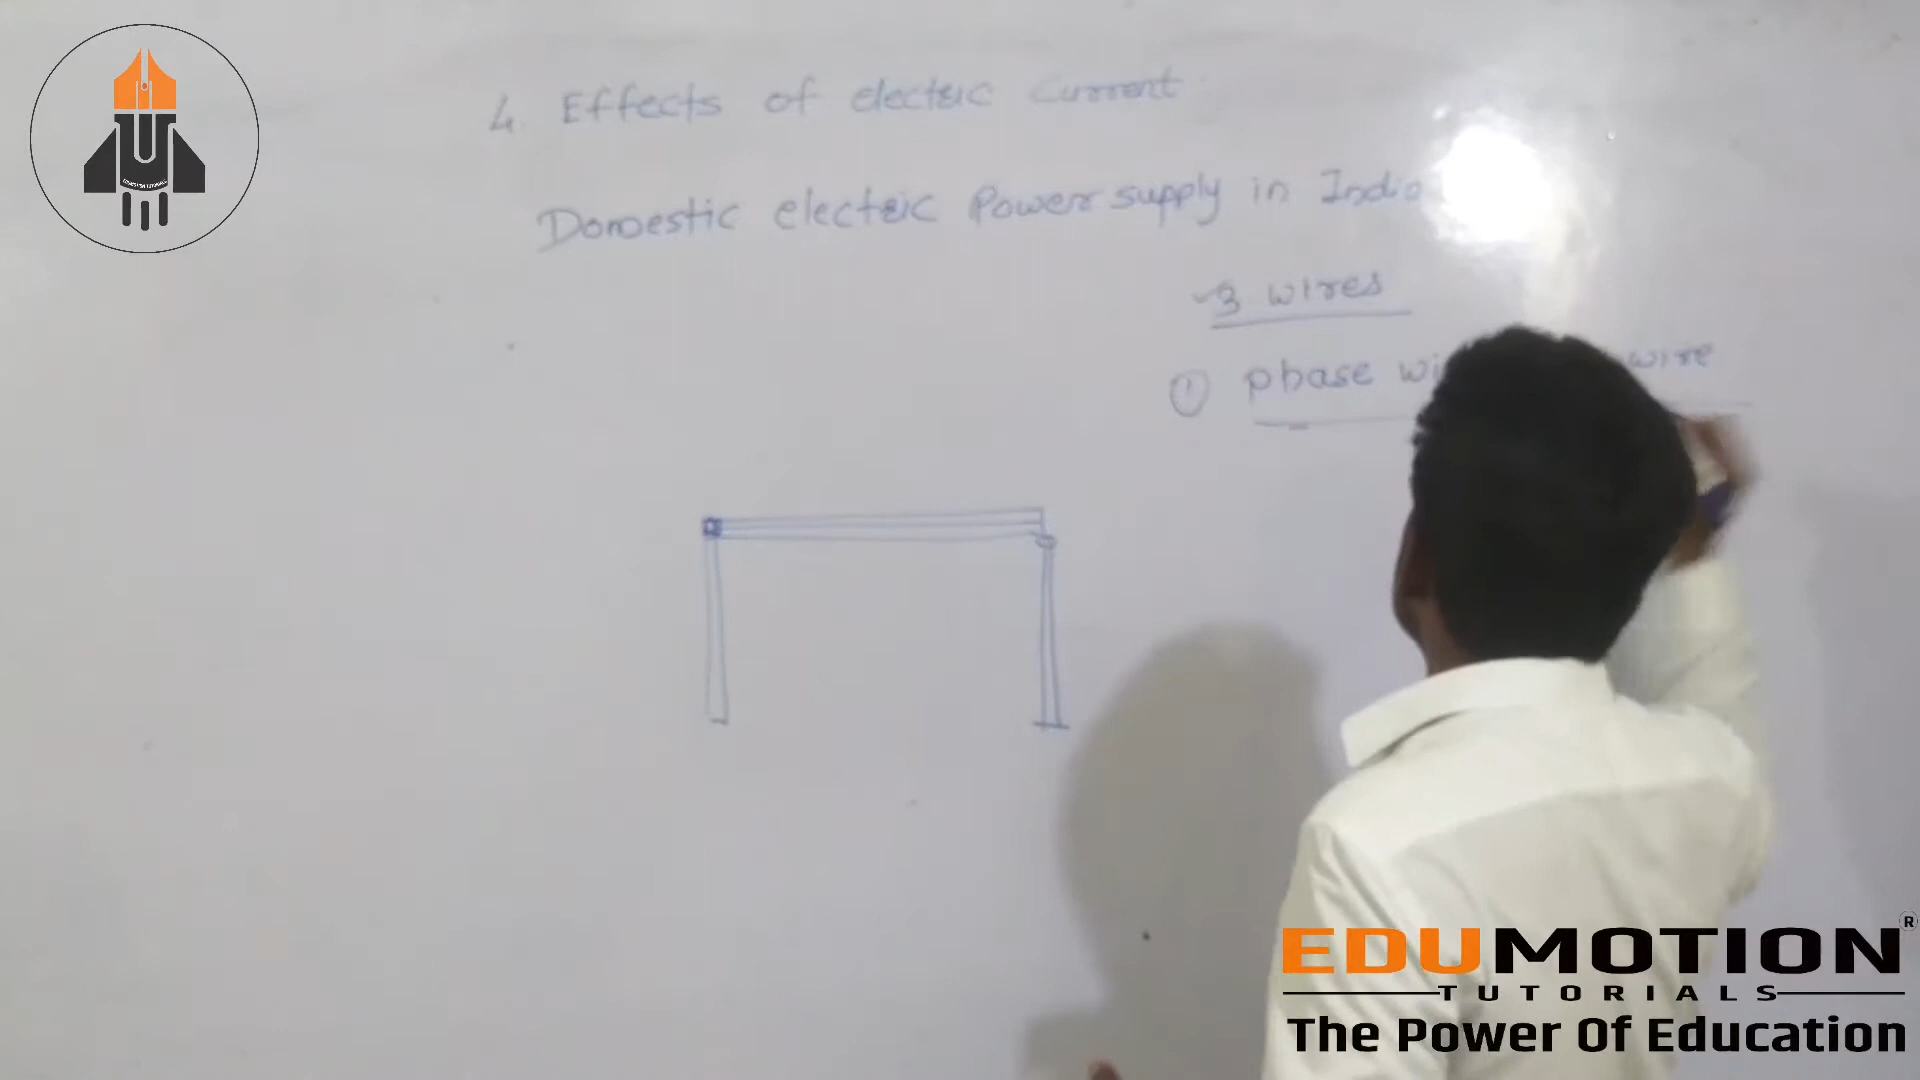 4. Effects of electric Current
Domestic electric Power supply in India
3 wires
① phase wi wire
EDUMOTION®
TUTORIALS
The Power Of Education